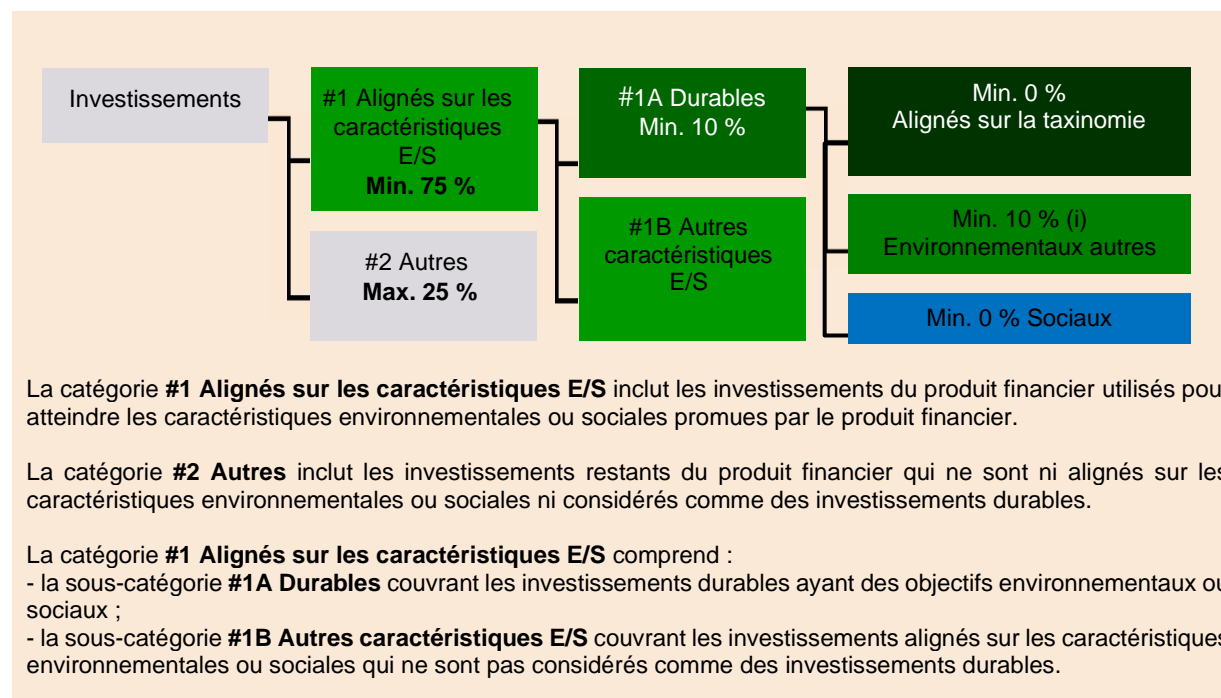 Investissements
#1 Alignés sur les
caractéristiques
E/S
Min. 75 %
#2 Autres
Max. 25 %
#1A Durables
Min. 10 %
#1B Autres
caractéristiques
E/S
Min. 0 %
Alignés sur la taxinomie
Min. 10 % (i)
Environnementaux autres
Min. 0 % Sociaux
La catégorie #1 Alignés sur les caractéristiques E/S inclut les investissements du produit financier utilisés pou
atteindre les caractéristiques environnementales ou sociales promues par le produit financier.
La catégorie #2 Autres inclut les investissements restants du produit financier qui ne sont ni alignés sur les
caractéristiques environnementales ou sociales ni considérés comme des investissements durables.
La catégorie #1 Alignés sur les caractéristiques E/S comprend :
- la sous-catégorie #1A Durables couvrant les investissements durables ayant des objectifs environnementaux ou
sociaux ;
- la sous-catégorie #1B Autres caractéristiques E/S couvrant les investissements alignés sur les caractéristiques
environnementales ou sociales qui ne sont pas considérés comme des investissements durables.